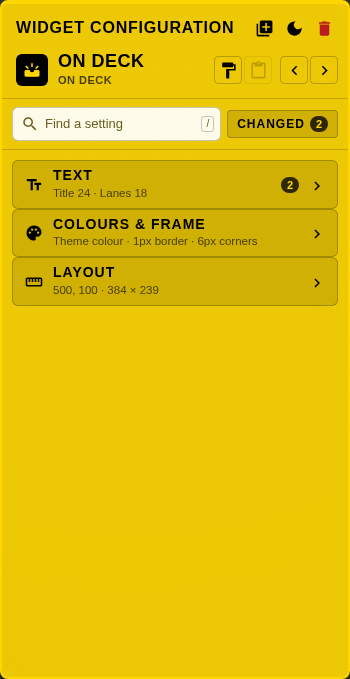 WIDGET CONFIGURATION
ON DECK
ON DECK
Find a setting /
CHANGED 2
TEXT
Title 24 · Lanes 18
2
COLOURS & FRAME
Theme colour · 1px border · 6px corners
LAYOUT
500, 100 · 384 × 239